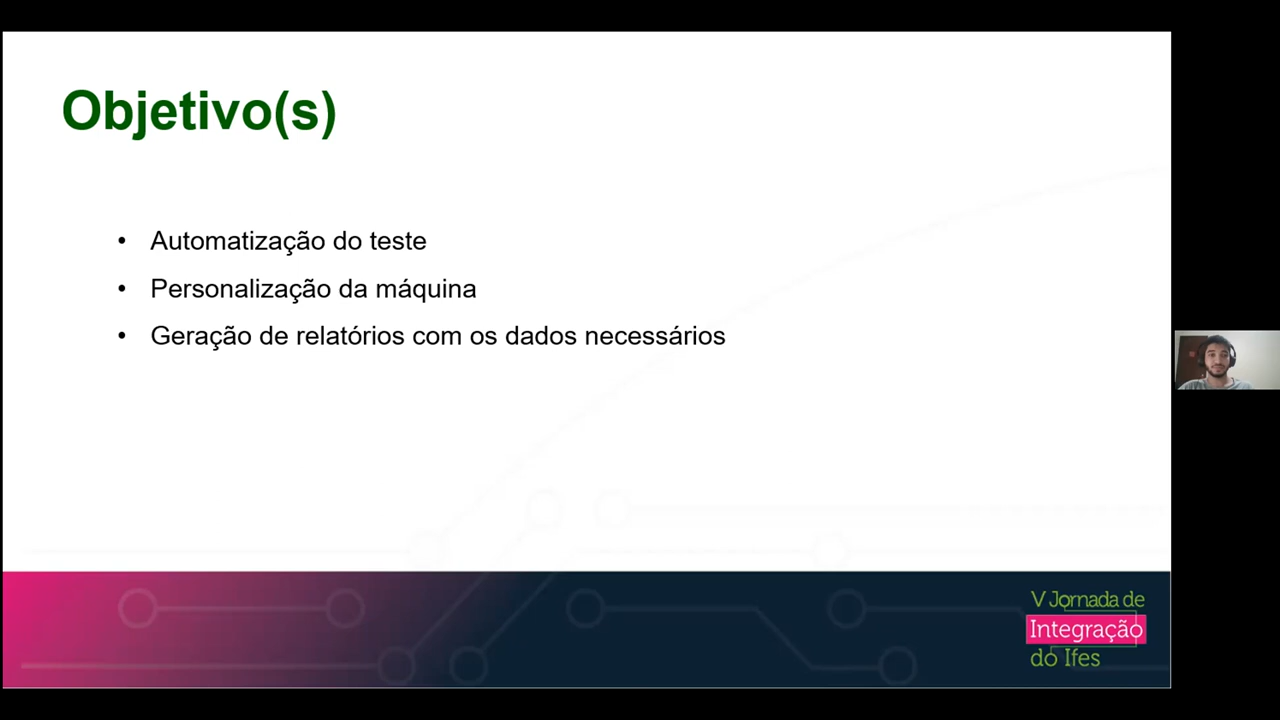 Objetivo(s)
• Automatização do teste
• Personalização da máquina
• Geração de relatórios com os dados necessários
V Jornada de
Integração
do Ifes